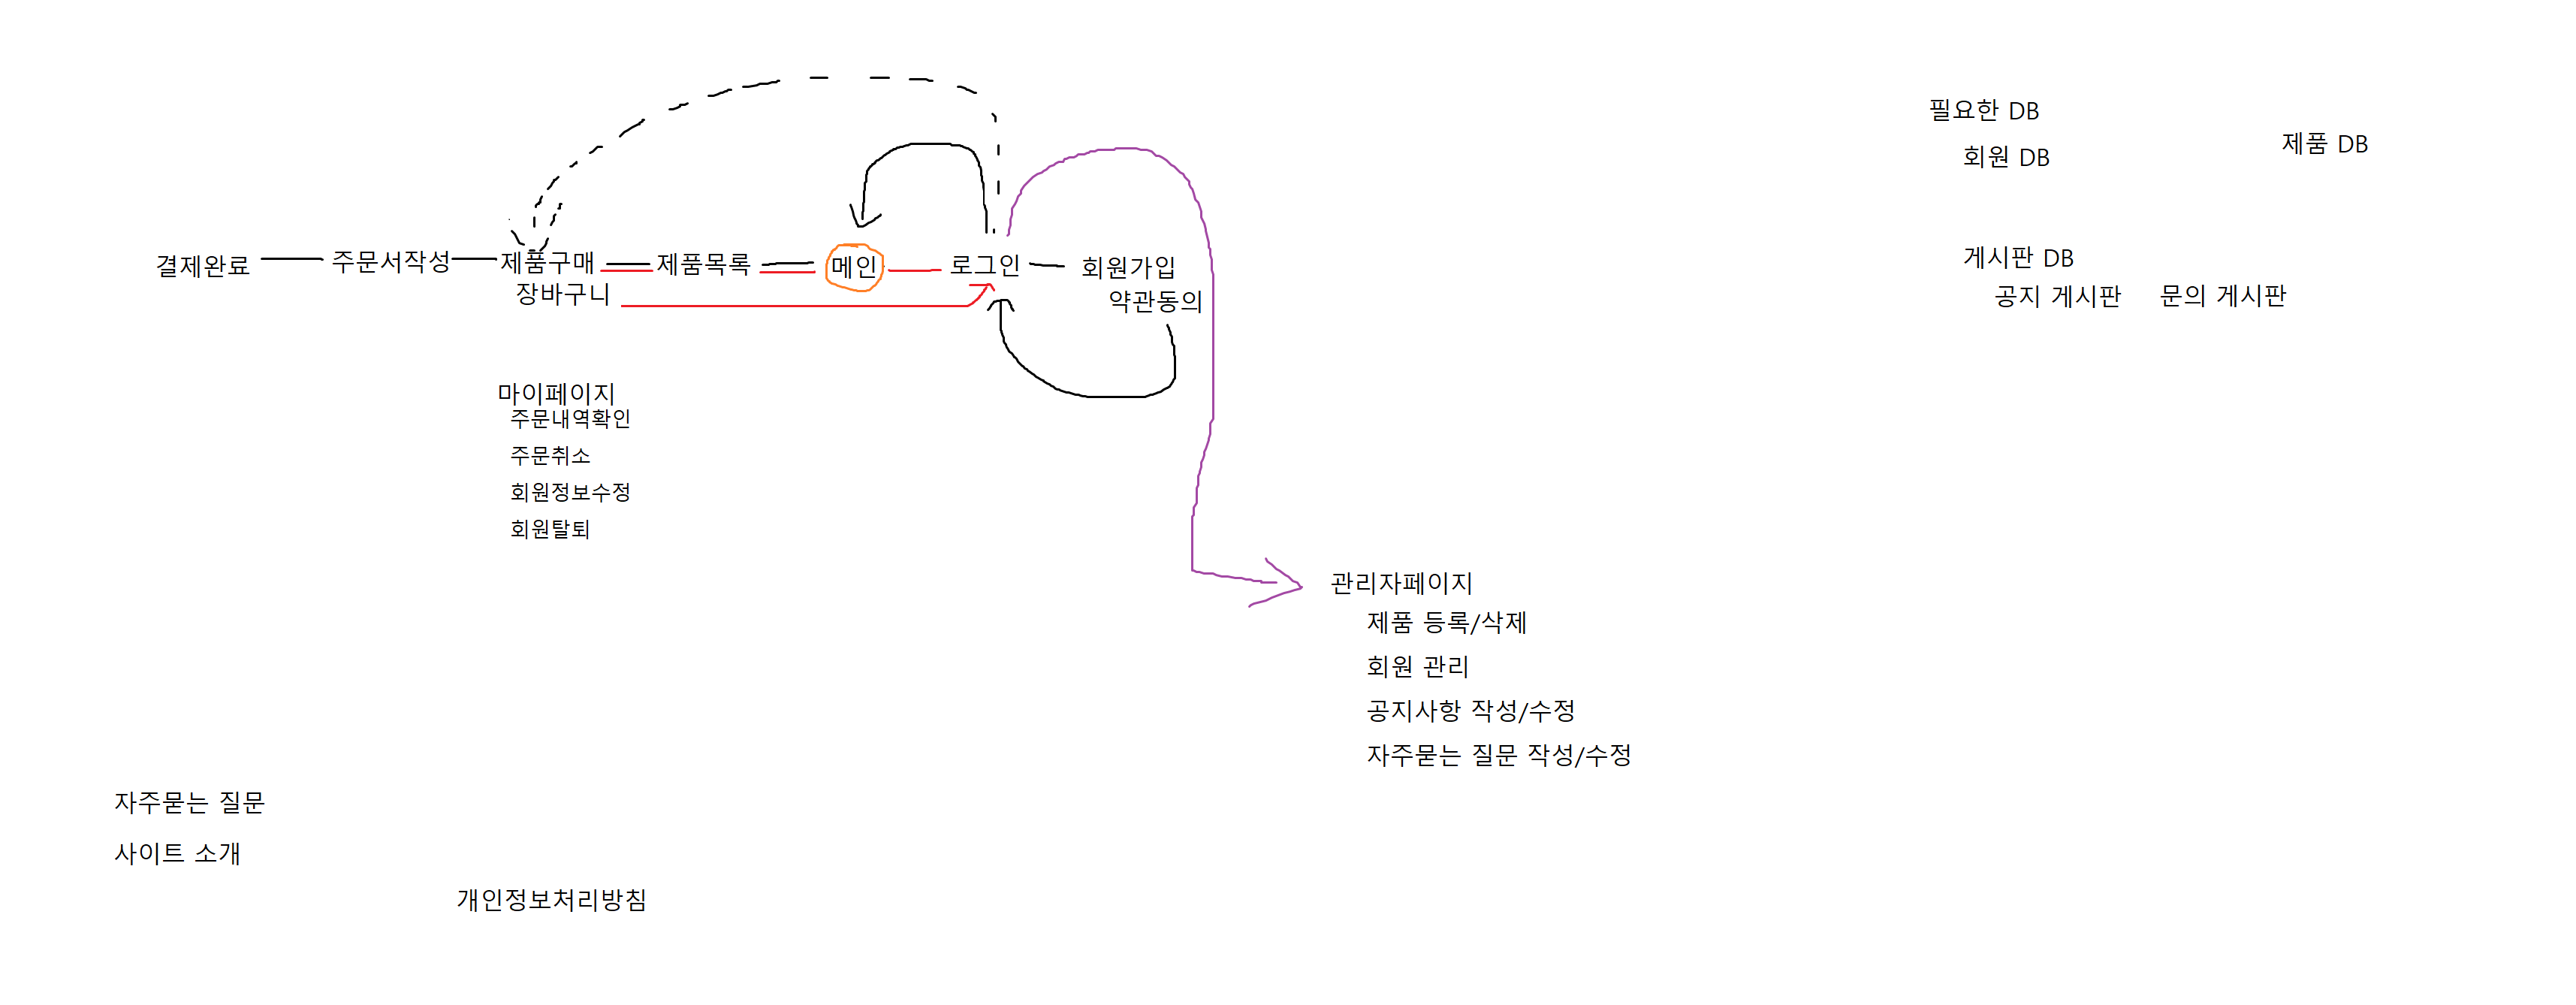 필요한 DB
제품 DB
회원 DB
게시판 DB
공지 게시판 문의 게시판
결제완료 주문서작성 제품구매 제품목록 메인 로그인 회원가입
장바구니 약관동의
마이페이지
주문내역확인
주문취소
회원정보수정
회원탈퇴
관리자페이지
제품 등록/삭제
회원 관리
공지사항 작성/수정
자주묻는 질문 작성/수정
자주묻는 질문
사이트 소개
개인정보처리방침